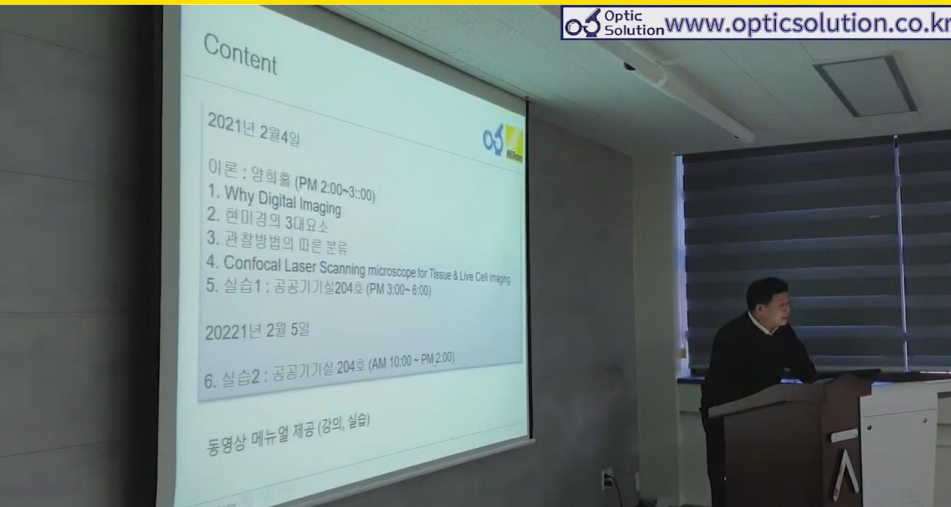 Optic
Solution www.opticsolution.co.kr
Content
2021년 2월4일
Nikon
이론 : 양희홀 (PM 2:00~3:;00)
1. Why Digital Imaging
2. 현미경의 3대요소
3. 관찰방법의 따른 분류
4. Confocal Laser Scanning microscope for Tissue & Live Cell Imaging
5. 실습1 : 공공기기실204호 (PM 3:00~ 6:00)
20221년 2월 5일
6. 실습2 : 공공기기실 204호 (AM 10:00 ~ PM 2:00)
동영상 메뉴얼 제공 (강의, 실습)